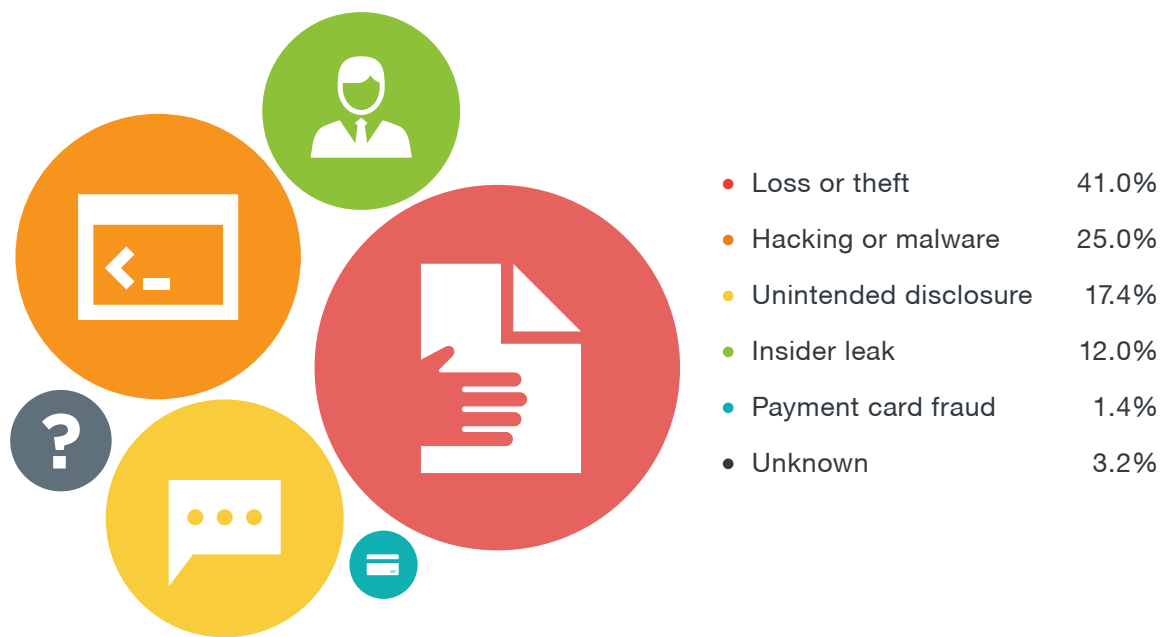 Loss or theft 41.0%
Hacking or malware 25.0%
Unintended disclosure 17.4%
Insider leak 12.0%
Payment card fraud 1.4%
Unknown 3.2%
?